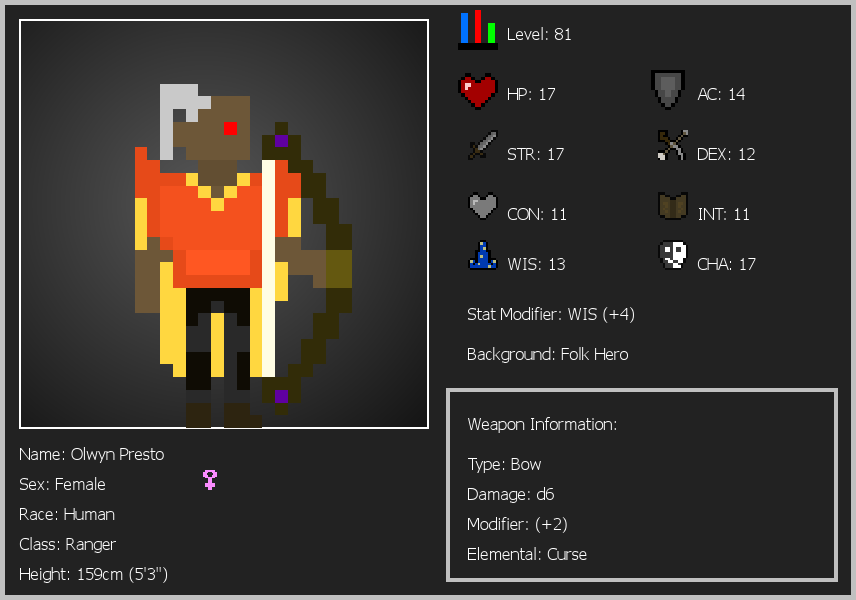 Level: 81
HP: 17
AC: 14
STR: 17
DEX: 12
CON: 11
INT: 11
WIS: 13
CHA: 17
Stat Modifier: WIS (+4)
Background: Folk Hero
Weapon Information:
Type: Bow
Damage: d6
Modifier: (+2)
Elemental: Curse
Name: Olwyn Presto
Sex: Female
Race: Human
Class: Ranger
Height: 159cm (5'3")